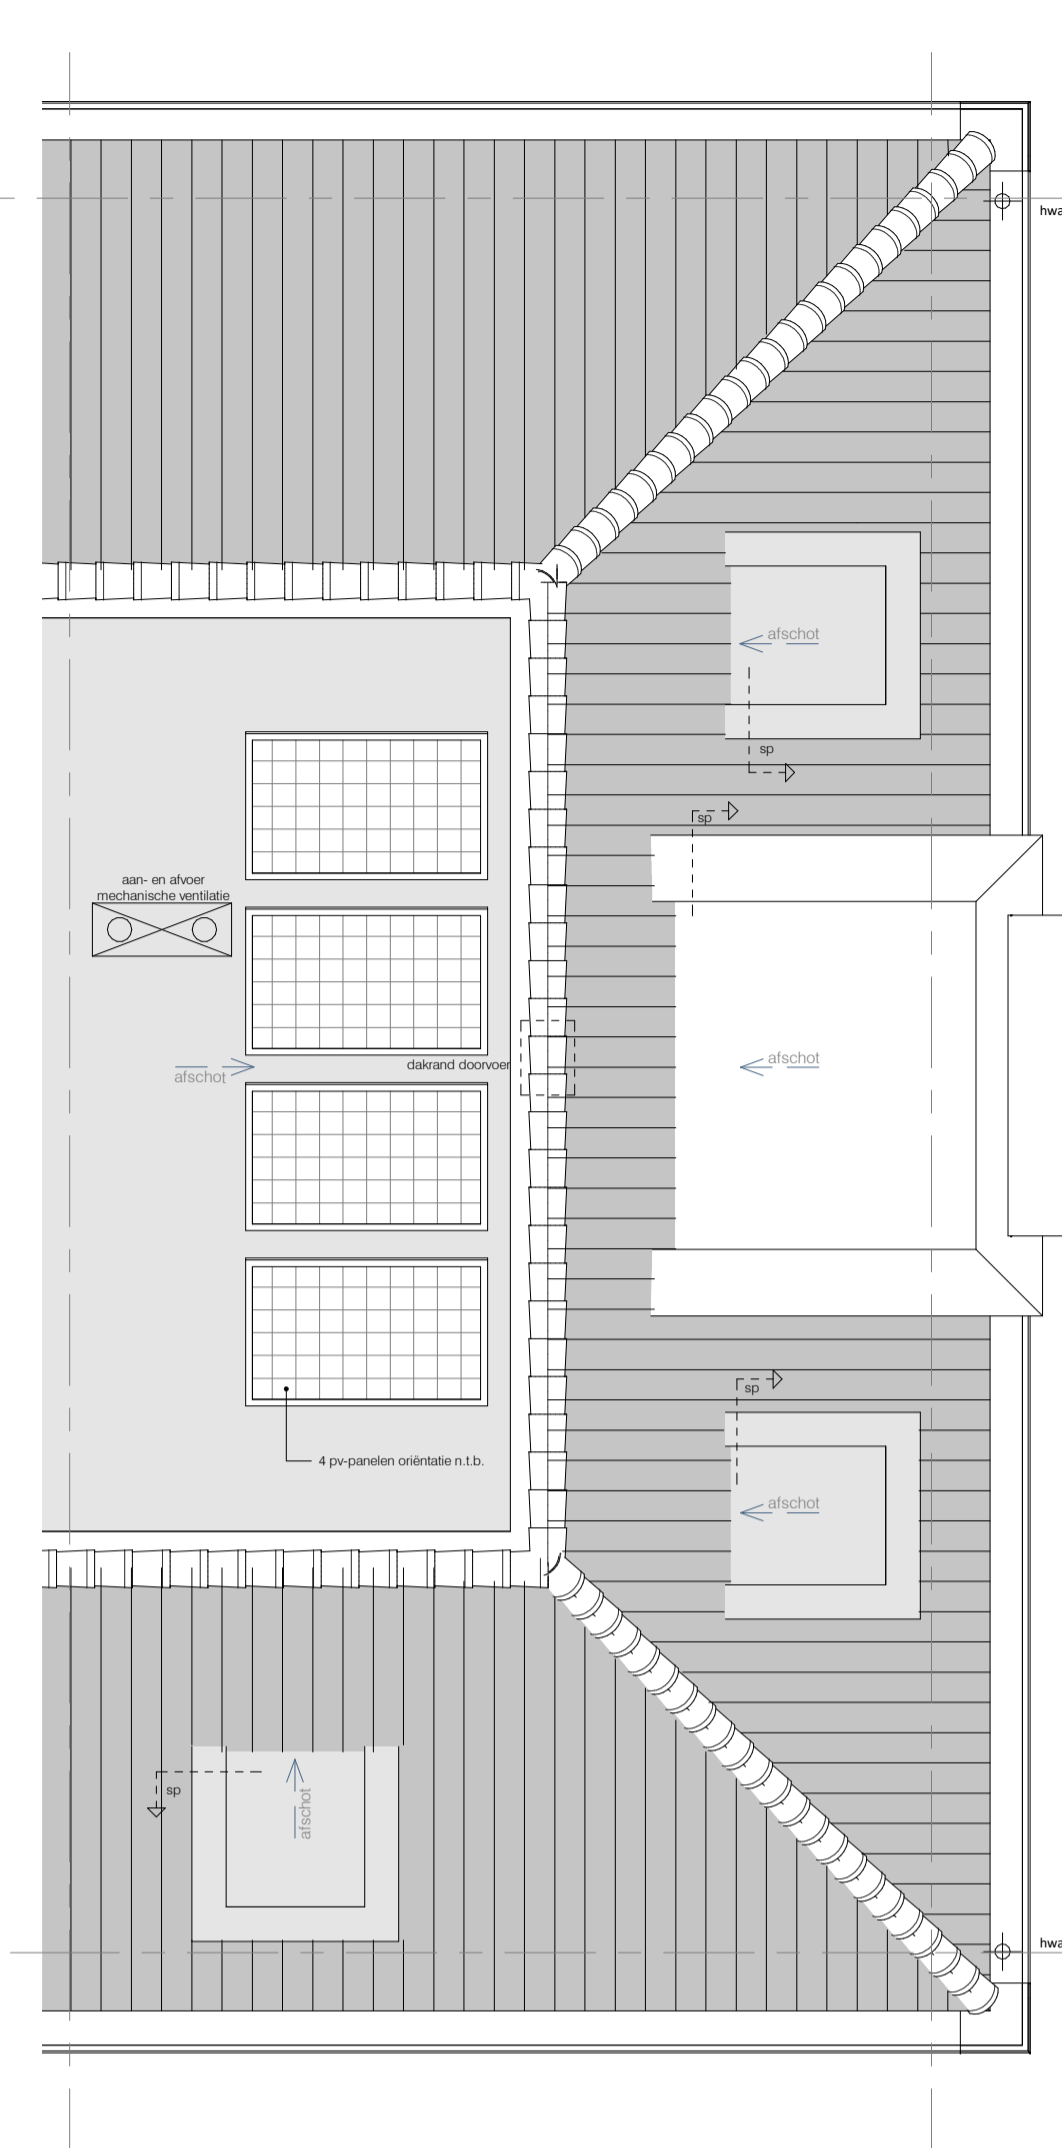 hwa
afschot
sp
sp
aan- en afvoer
mechanische ventilatie
dakrand doorvoer
afschot
afschot
sp
4 pv-panelen oriëntatie n.t.b.
afschot
sp
afschot
hwa